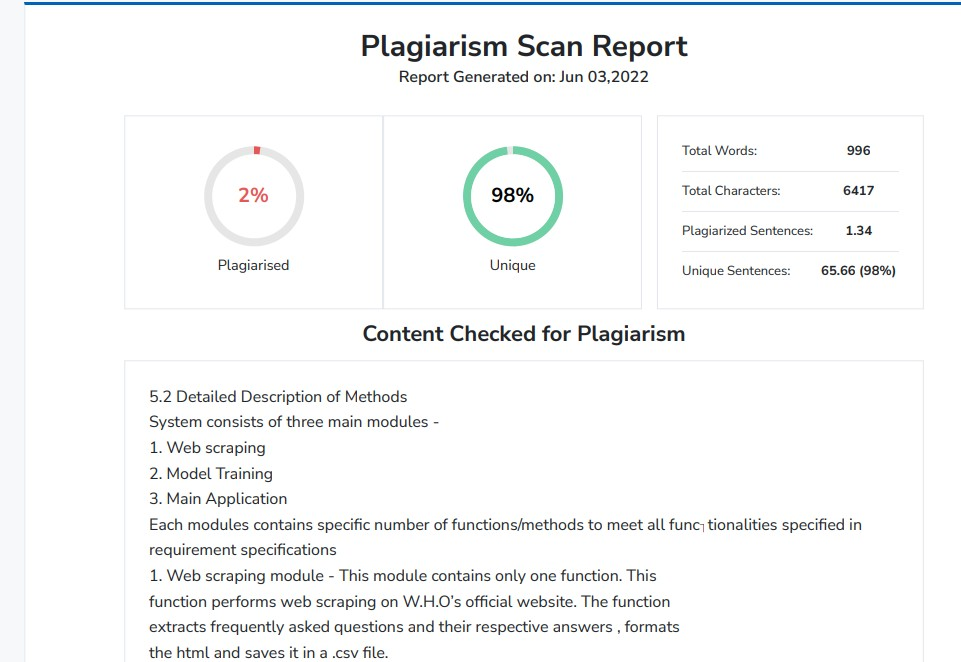 Plagiarism Scan Report
Report Generated on: Jun 03,2022
2%
Plagiarised
98%
Unique
Total Words: 996
Total Characters: 6417
Plagiarized Sentences: 1.34
Unique Sentences: 65.66 (98%)
Content Checked for Plagiarism
5.2 Detailed Description of Methods
System consists of three main modules -
1. Web scraping
2. Model Training
3. Main Application
Each modules contains specific number of functions/methods to meet all func┐tionalities specified in
requirement specifications
1. Web scraping module - This module contains only one function. This
function performs web scraping on W.H.O’s official website. The function
extracts frequently asked questions and their respective answers , formats
the html and saves it in a .csv file.